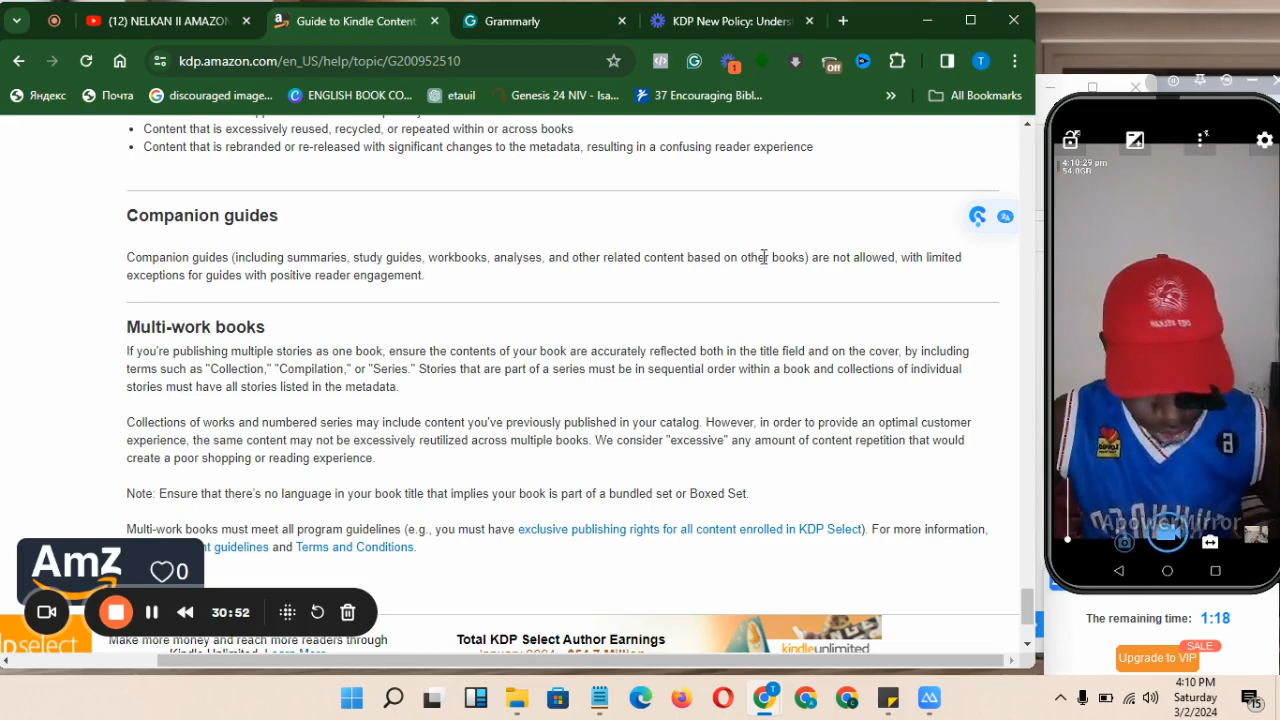 (12) NELKAN II AMAZON
Guide to Kindle Content
Grammarly
KDP New Policy: Unders
kdp.amazon.com/en_US/help/topic/G200952510
1
Off
T
Яндекс
Почта
discouraged image...
ENGLISH BOOK CO...
etauil
Genesis 24 NIV - Isa...
37 Encouraging Bibl...
»
All Bookmarks
Content that is excessively reused, recycled, or repeated within or across books
Content that is rebranded or re-released with significant changes to the metadata, resulting in a confusing reader experience
Companion guides
Companion guides (including summaries, study guides, workbooks, analyses, and other related content based on other books) are not allowed, with limited
exceptions for guides with positive reader engagement.
Multi-work books
If you're publishing multiple stories as one book, ensure the contents of your book are accurately reflected both in the title field and on the cover, by including
terms such as "Collection," "Compilation," or "Series." Stories that are part of a series must be in sequential order within a book and collections of individual
stories must have all stories listed in the metadata.
Collections of works and numbered series may include content you've previously published in your catalog. However, in order to provide an optimal customer
experience, the same content may not be excessively reutilized across multiple books. We consider "excessive" any amount of content repetition that would
create a poor shopping or reading experience.
Note: Ensure that there's no language in your book title that implies your book is part of a bundled set or Boxed Set.
Multi-work books must meet all program guidelines (e.g., you must have exclusive publishing rights for all content enrolled in KDP Select). For more information,
guidelines and Terms and Conditions.
Amz
0
30:52
select
Make more money and reach more readers through
Kindle Unlimited. Learn More
Total KDP Select Author Earnings
kindleunlimited
4:10:29 pm
54.0GB
6
ApowerMirror
The remaining time: 1:18
SALE
Upgrade to VIP
4:10 PM
Saturday
3/2/2024
15